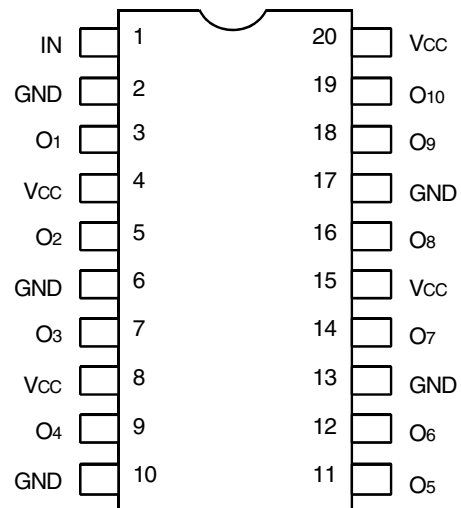 IN 1 20 VCC
GND 2 19 O10
O1 3 18 O9
VCC 4 17 GND
O2 5 16 O8
GND 6 15 VCC
O3 7 14 O7
VCC 8 13 GND
O4 9 12 O6
GND 10 11 O5